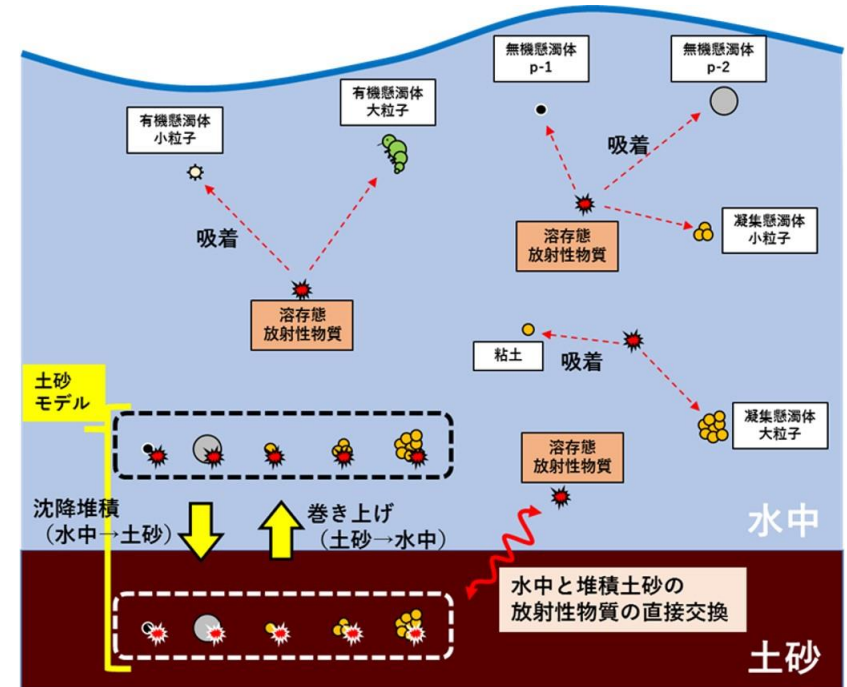 無機懸濁体
p-1
無機懸濁体
p-2
有機懸濁体
大粒子
有機懸濁体
小粒子
吸着
吸着
溶存態
放射性物質
凝集懸濁体
小粒子
溶存態
放射性物質
粘土
吸着
土砂
モデル
凝集懸濁体
大粒子
溶存態
放射性物質
沈降堆積
（水中→土砂）
巻き上げ
（土砂→水中）
水中
水中と堆積土砂の
放射性物質の直接交換
土砂